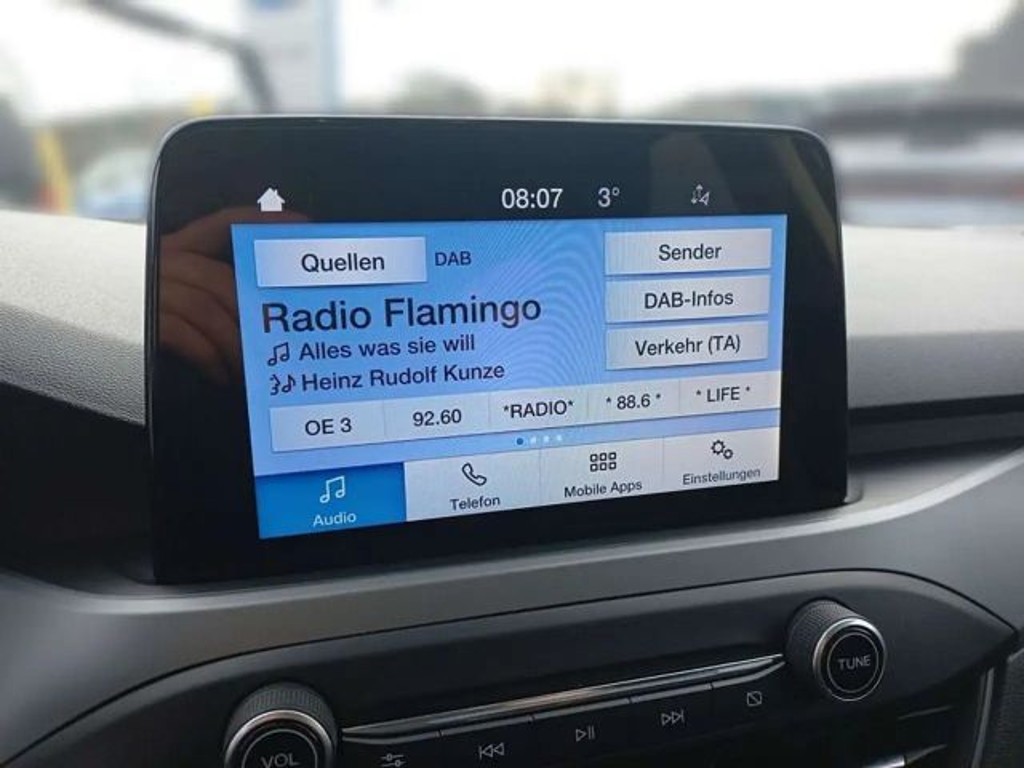 08:07 3°
Quellen DAB
Sender
DAB-Infos
Verkehr (TA)
Radio Flamingo
Alles was sie will
Heinz Rudolf Kunze
OE 3 92.60 *RADIO* * 88.6 * * LIFE *
Audio Telefon Mobile Apps Einstellungen
TUNE
VOL